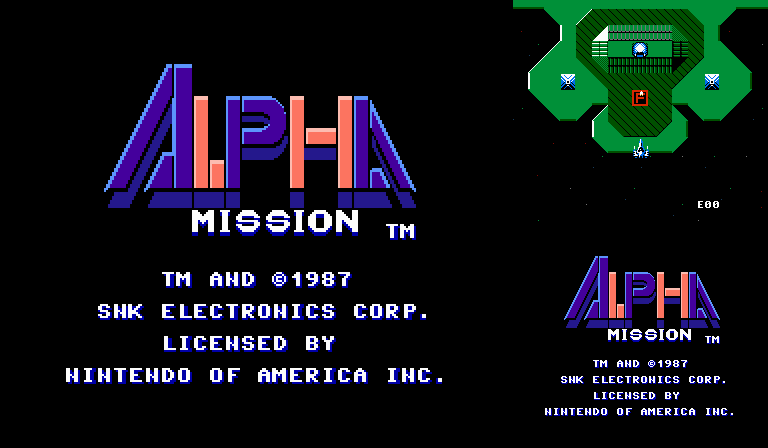 ALPHA
MISSION TM
TM AND ©1987
SNK ELECTRONICS CORP.
LICENSED BY
NINTENDO OF AMERICA INC.
F
E00
ALPHA
MISSION TM
TM AND ©1987
SNK ELECTRONICS CORP.
LICENSED BY
NINTENDO OF AMERICA INC.